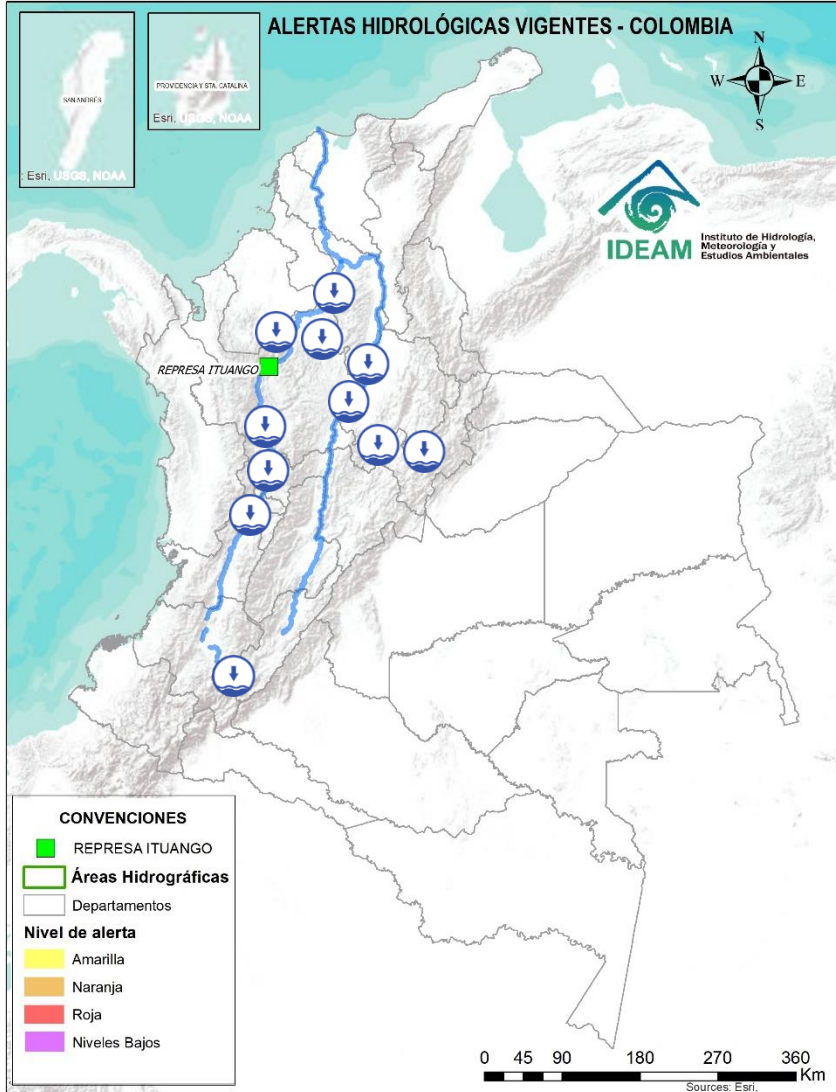 ALERTAS HIDROLÓGICAS VIGENTES - COLOMBIA
SAN ANDRÉS
: Esri, USGS, NOAA
PROVIDENCIA Y STA. CATALINA
Esri, USGS, NOAA
N
W
E
S
IDEAM
Instituto de Hidrología,
Meteorología y
Estudios Ambientales
REPRESA ITUANGO
CONVENCIONES
REPRESA ITUANGO
Áreas Hidrográficas
Departamentos
Nivel de alerta
Amarilla
Naranja
Roja
Niveles Bajos
0 45 90 180 270 360
Km
Sources: Esri,